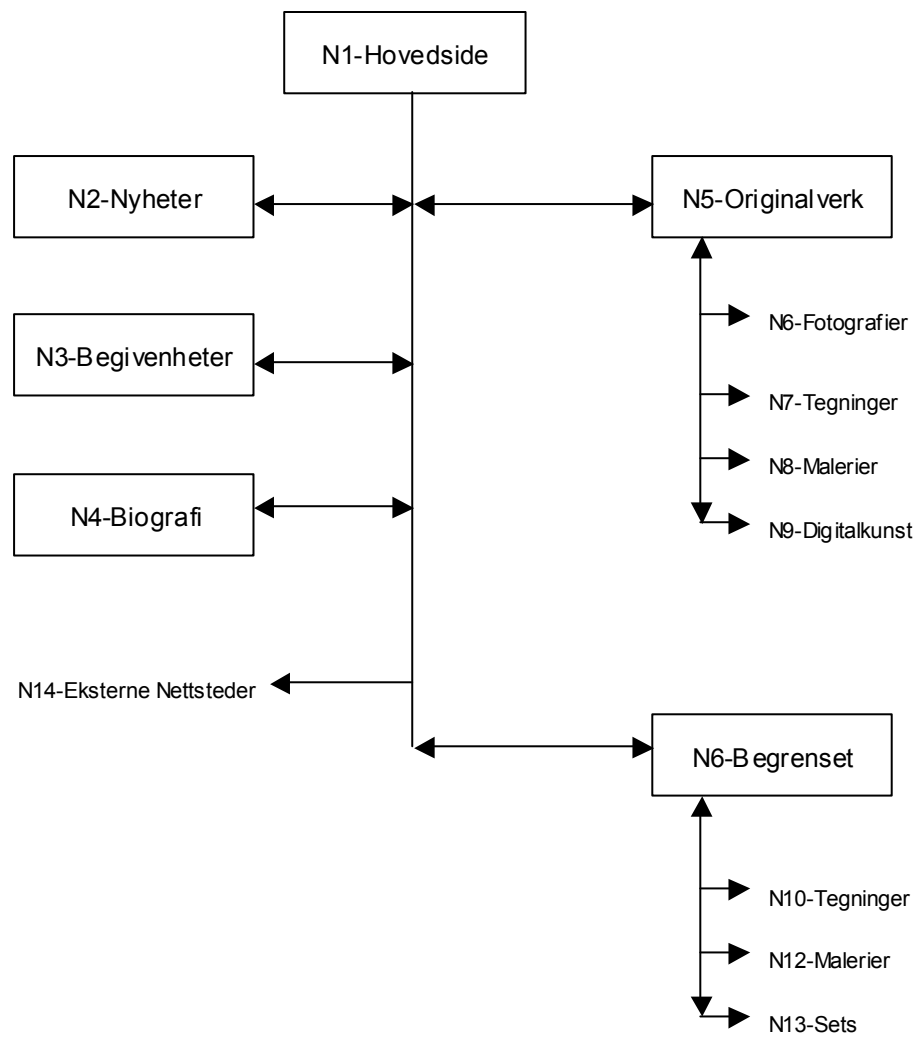 N1-Hovedside
N2-Nyheter
N5-Originalverk
N6-Fotografier
N3-Begivenheter
N7-Tegninger
N8-Malerier
N4-Biografi
N9-Digitalkunst
N14-Eksterne Nettsteder
N6-Begrenset
N10-Tegninger
N12-Malerier
N13-Sets